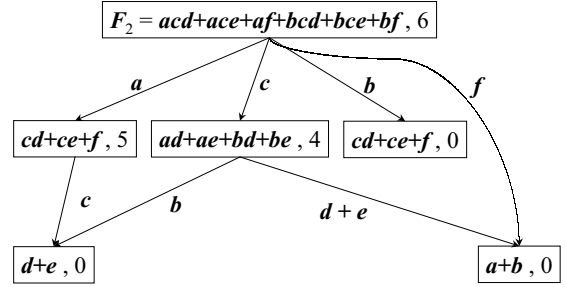 F₂ = acd+ace+af+bcd+bce+bf , 6
a
c
b
f
cd+ce+f , 5
ad+ae+bd+be , 4
cd+ce+f , 0
c
b
d + e
d+e , 0
a+b , 0